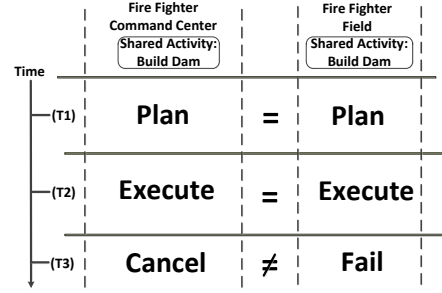 Fire Fighter
Command Center
Shared Activity:
Build Dam
Fire Fighter
Field
Shared Activity:
Build Dam
Time
(T1) Plan = Plan
(T2) Execute = Execute
(T3) Cancel ≠ Fail